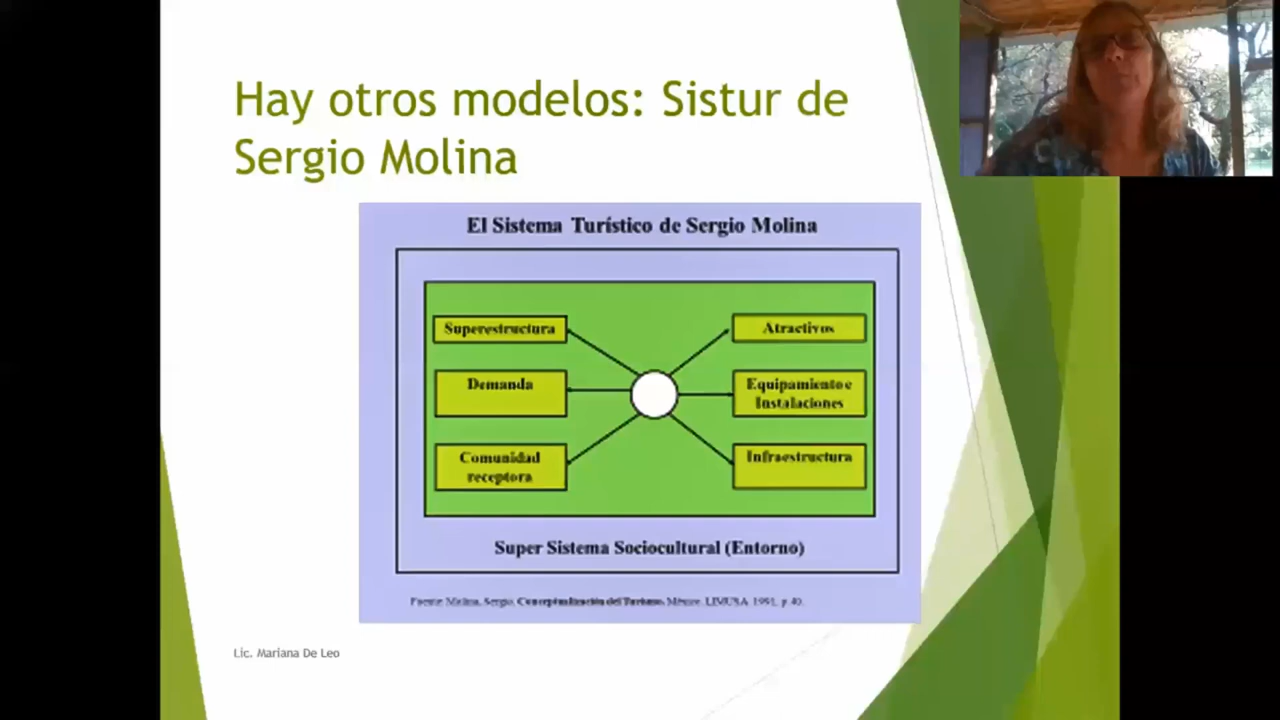 Hay otros modelos: Sistur de
Sergio Molina
El Sistema Turístico de Sergio Molina
Superestructura
Atractivos
Demanda
Equipamiento e
Instalaciones
Comunidad
receptora
Infraestructura
Super Sistema Sociocultural (Entorno)
Fuente: Molina, Sergio. Conceptualización del Turismo. México. LIMUSA 1991, p 40.
Lic. Mariana De Leo